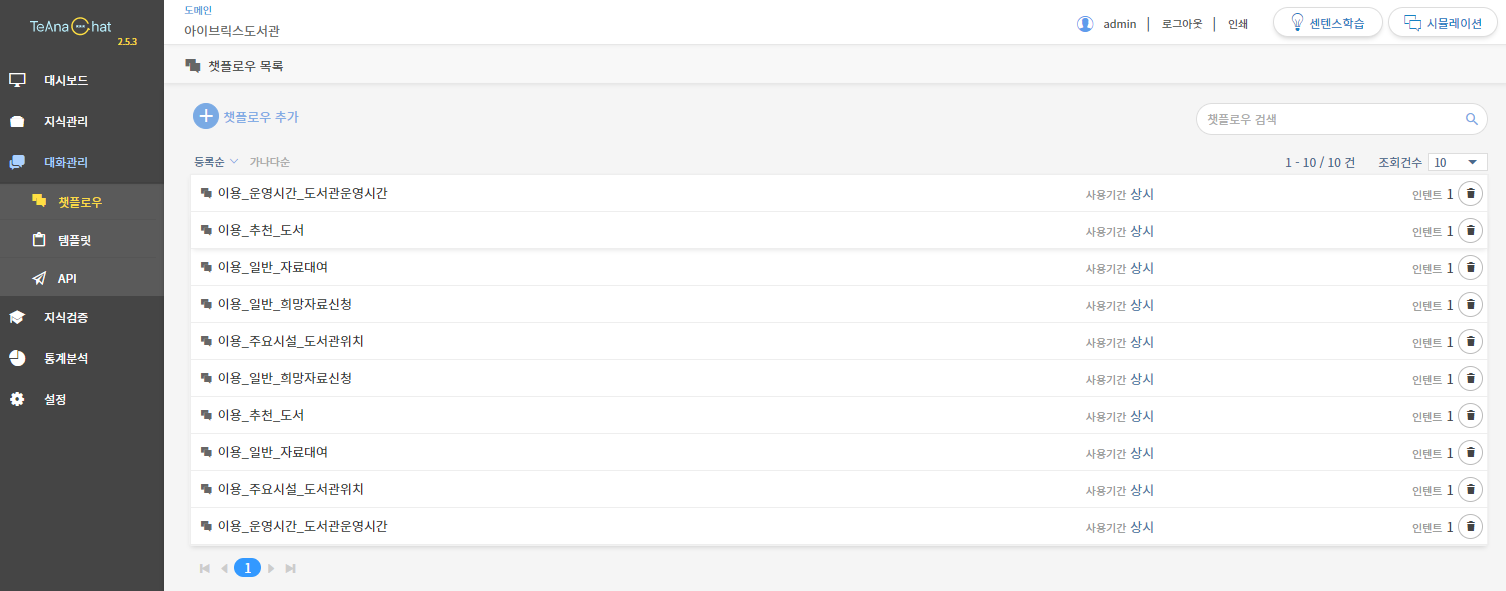 TeAna Chat
2.5.3
대시보드
지식관리
대화관리
챗플로우
템플릿
API
지식검증
통계분석
설정
도메인
아이브릭스도서관
admin | 로그아웃 | 인쇄
센텐스학습
시뮬레이션
챗플로우 목록
챗플로우 추가
챗플로우 검색
등록순 가나다순
1 - 10 / 10 건 조회건수 10
이용_운영시간_도서관운영시간 사용기간 상시 인텐트 1
이용_추천_도서 사용기간 상시 인텐트 1
이용_일반_자료대여 사용기간 상시 인텐트 1
이용_일반_희망자료신청 사용기간 상시 인텐트 1
이용_주요시설_도서관위치 사용기간 상시 인텐트 1
이용_일반_희망자료신청 사용기간 상시 인텐트 1
이용_추천_도서 사용기간 상시 인텐트 1
이용_일반_자료대여 사용기간 상시 인텐트 1
이용_주요시설_도서관위치 사용기간 상시 인텐트 1
이용_운영시간_도서관운영시간 사용기간 상시 인텐트 1
1